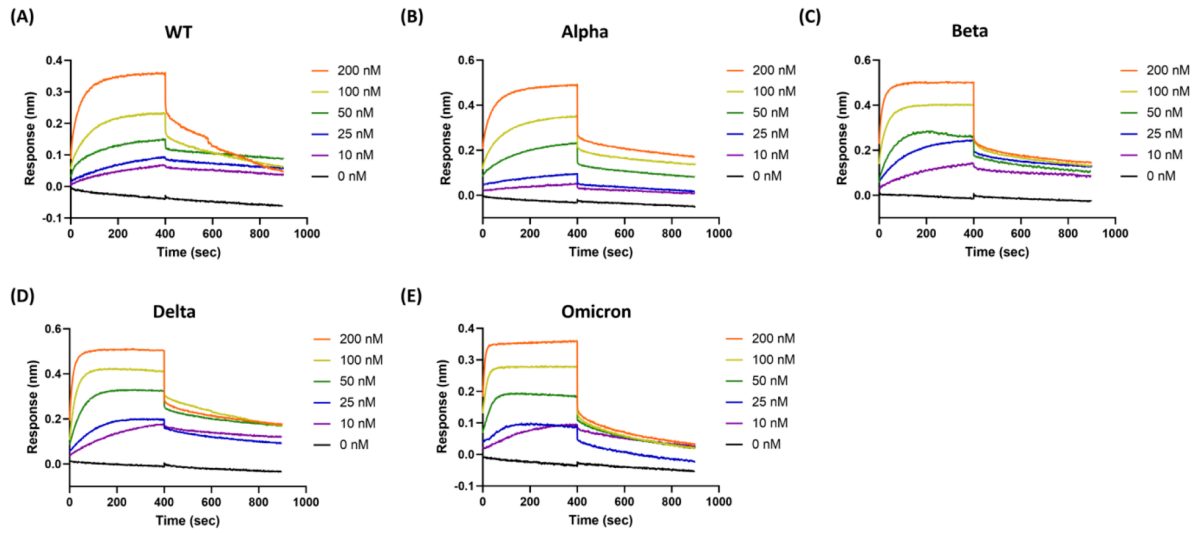 (A)
WT
0.4
0.3
0.2
0.1
0.0
-0.1
Response (nm)
0 200 400 600 800 1000
Time (sec)
200 nM
100 nM
50 nM
25 nM
10 nM
0 nM
(B)
Alpha
0.6
0.4
0.2
0.0
Response (nm)
0 200 400 600 800 1000
Time (sec)
200 nM
100 nM
50 nM
25 nM
10 nM
0 nM
(C)
Beta
0.6
0.4
0.2
0.0
Response (nm)
0 200 400 600 800 1000
Time (sec)
200 nM
100 nM
50 nM
25 nM
10 nM
0 nM
(D)
Delta
0.6
0.4
0.2
0.0
Response (nm)
0 200 400 600 800 1000
Time (sec)
200 nM
100 nM
50 nM
25 nM
10 nM
0 nM
(E)
Omicron
0.4
0.3
0.2
0.1
0.0
-0.1
Response (nm)
0 200 400 600 800 1000
Time (sec)
200 nM
100 nM
50 nM
25 nM
10 nM
0 nM